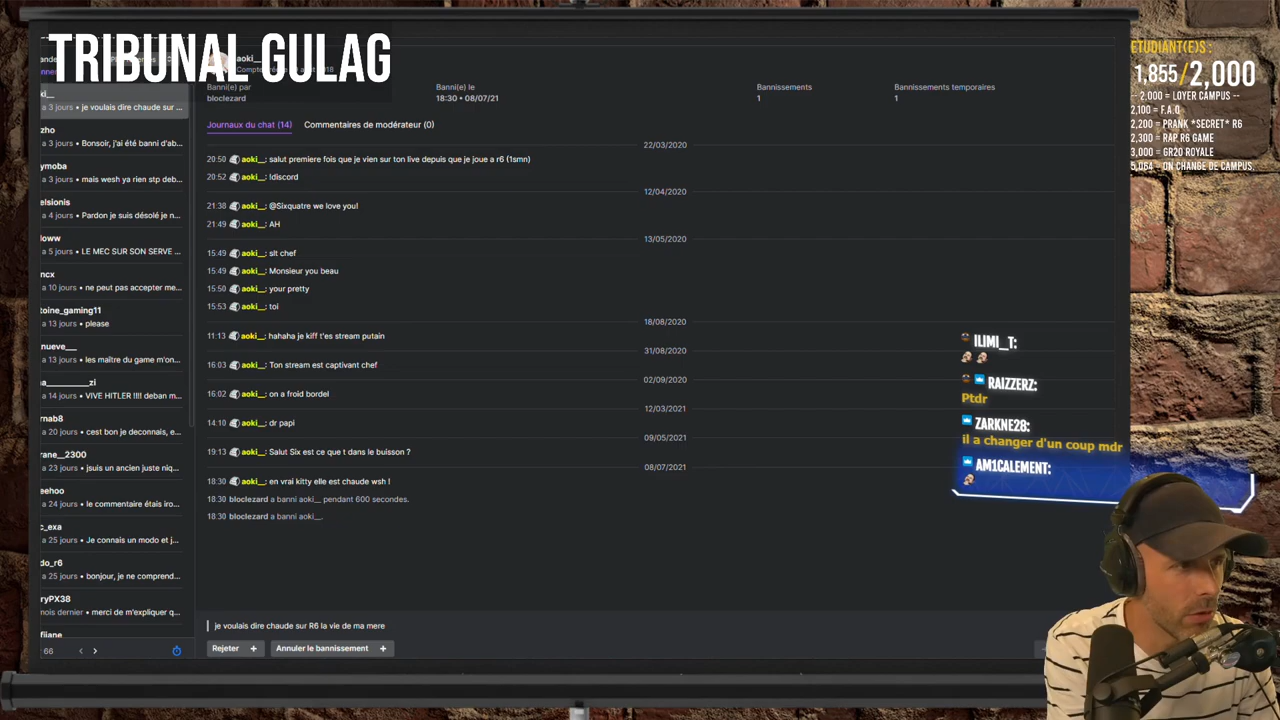 TRIBUNAL GULAG
aoki_
Banni(e) par
bloclezard
Banni(e) le
18:30 • 08/07/21
Bannissements
1
Bannissements temporaires
1
Journaux du chat (14)
Commentaires de modérateur (0)
22/03/2020
20:50 aoki__: salut premiere fois que je vien sur ton live depuis que je joue a r6 (1smn)
20:52 aoki__: !discord
12/04/2020
21:38 aoki__: @Sixquatre we love you!
21:49 aoki__: AH
13/05/2020
15:49 aoki__: slt chef
15:49 aoki__: Monsieur you beau
15:50 aoki__: your pretty
15:53 aoki__: toi
18/08/2020
11:13 aoki__: hahaha je kiff t'es stream putain
31/08/2020
16:03 aoki__: Ton stream est captivant chef
02/09/2020
16:02 aoki__: on a froid bordel
12/03/2021
14:10 aoki__: dr papi
09/05/2021
19:13 aoki__: Salut Six est ce que t dans le buisson ?
08/07/2021
18:30 aoki__: en vrai kitty elle est chaude wsh !
18:30 bloclezard a banni aoki__ pendant 600 secondes.
18:30 bloclezard a banni aoki__.
je voulais dire chaude sur R6 la vie de ma mere
Rejeter +
Annuler le bannissement +
ki__
a 3 jours • je voulais dire chaude sur ...
zho
a 3 jours • Bonsoir, j'ai été banni d'ab...
ymoba
a 3 jours • mais wesh ya rien stp deb...
elsionis
a 4 jours • Pardon je suis désolé je n...
loww
a 5 jours • LE MEC SUR SON SERVE ...
ncx
a 10 jours • ne peut pas accepter me...
toine_gaming11
a 13 jours • please
nueve___
a 13 jours • les maître du game m'on...
a_________zi
a 14 jours • VIVE HITLER !!!! deban m...
rnab8
a 20 jours • cest bon je deconnais, e...
rane__2300
a 23 jours • jsuis un ancien juste niq...
eehoo
a 24 jours • le commentaire étais iro...
c_exa
a 25 jours • Je connais un modo et j...
do_r6
a 25 jours • bonjour, je ne comprend...
ryPX38
mois dernier • merci de m'expliquer q...
fijane
66
ETUDIANT(E)S :
1,855/2,000
-- 2,000 = LOYER CAMPUS --
2,100 = F.A.Q
2,200 = PRANK *SECRET* R6
2,300 = RAP R6 GAME
3,000 = GR20 ROYALE
5,064 = ON CHANGE DE CAMPUS.
ILIMI_T:
RAIZZERZ:
Ptdr
ZARKNE28:
il a changer d'un coup mdr
AM1CALEMENT: